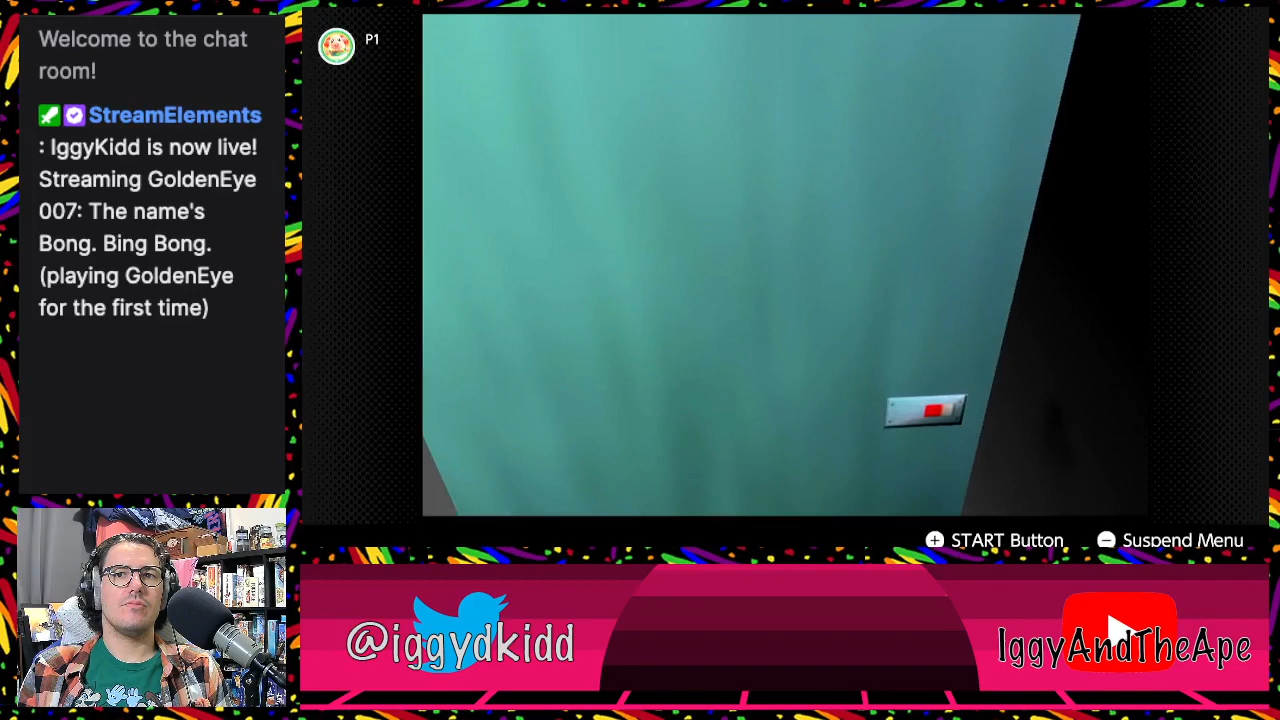 Welcome to the chat
room!
StreamElements
: IggyKidd is now live!
Streaming GoldenEye
007: The name's
Bong. Bing Bong.
(playing GoldenEye
for the first time)
P1
START Button
Suspend Menu
@iggydkidd
IggyAndTheApe